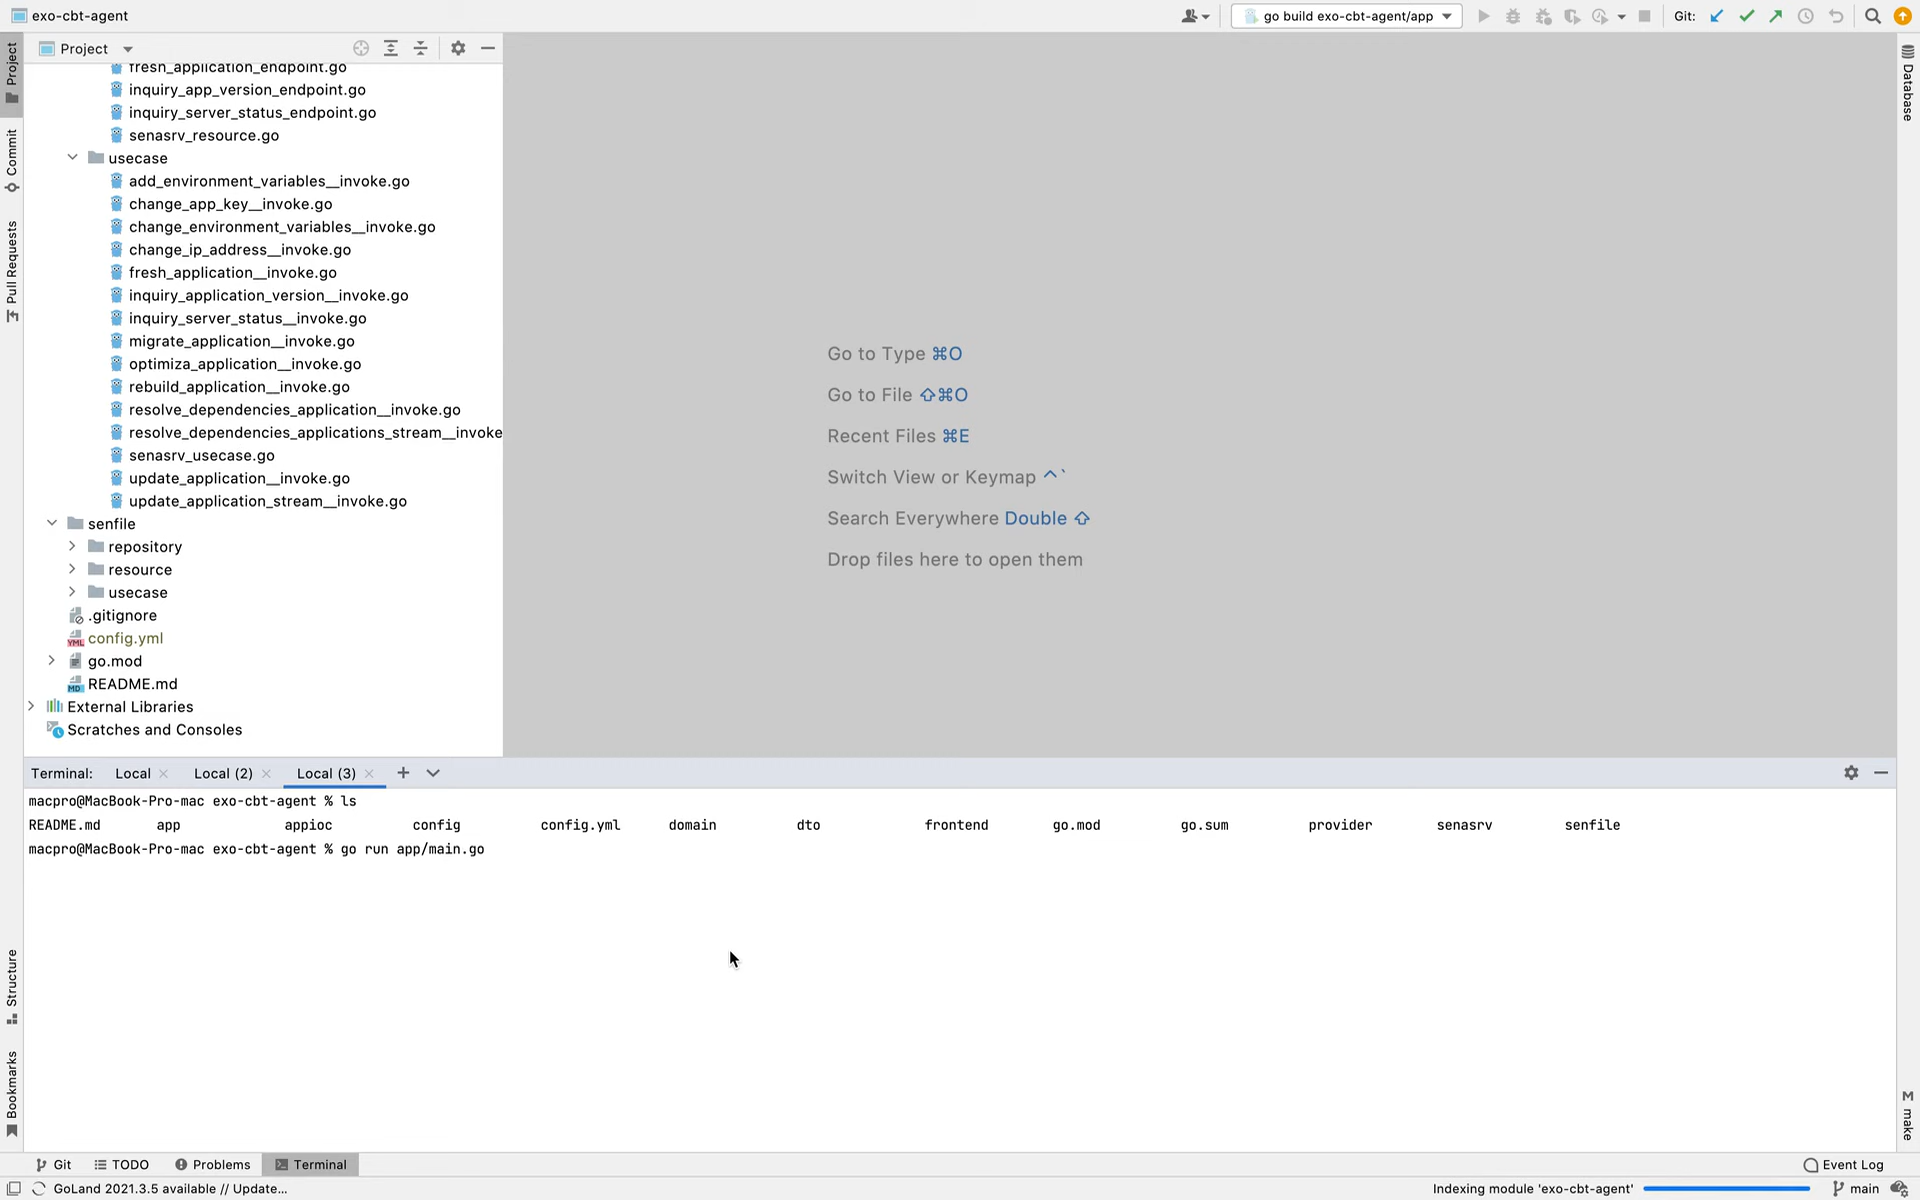 exo-cbt-agent
go build exo-cbt-agent/app
Git:
Project
fresh_application_endpoint.go
inquiry_app_version_endpoint.go
inquiry_server_status_endpoint.go
senasrv_resource.go
usecase
add_environment_variables__invoke.go
change_app_key__invoke.go
change_environment_variables__invoke.go
change_ip_address__invoke.go
fresh_application__invoke.go
inquiry_application_version__invoke.go
inquiry_server_status__invoke.go
migrate_application__invoke.go
optimiza_application__invoke.go
rebuild_application__invoke.go
resolve_dependencies_application__invoke.go
resolve_dependencies_applications_stream__invoke
senasrv_usecase.go
update_application__invoke.go
update_application_stream__invoke.go
senfile
repository
resource
usecase
.gitignore
config.yml
go.mod
README.md
External Libraries
Scratches and Consoles
Project
Commit
Pull Requests
Structure
Bookmarks
Go to Type ⌘O
Go to File ⇧⌘O
Recent Files ⌘E
Switch View or Keymap ^`
Search Everywhere Double ⇧
Drop files here to open them
Database
make
Terminal: Local Local (2) Local (3)
macpro@MacBook-Pro-mac exo-cbt-agent % ls
README.md app appioc config config.yml domain dto frontend go.mod go.sum provider senasrv senfile
macpro@MacBook-Pro-mac exo-cbt-agent % go run app/main.go
Git TODO Problems Terminal Event Log
GoLand 2021.3.5 available // Update... Indexing module 'exo-cbt-agent' main